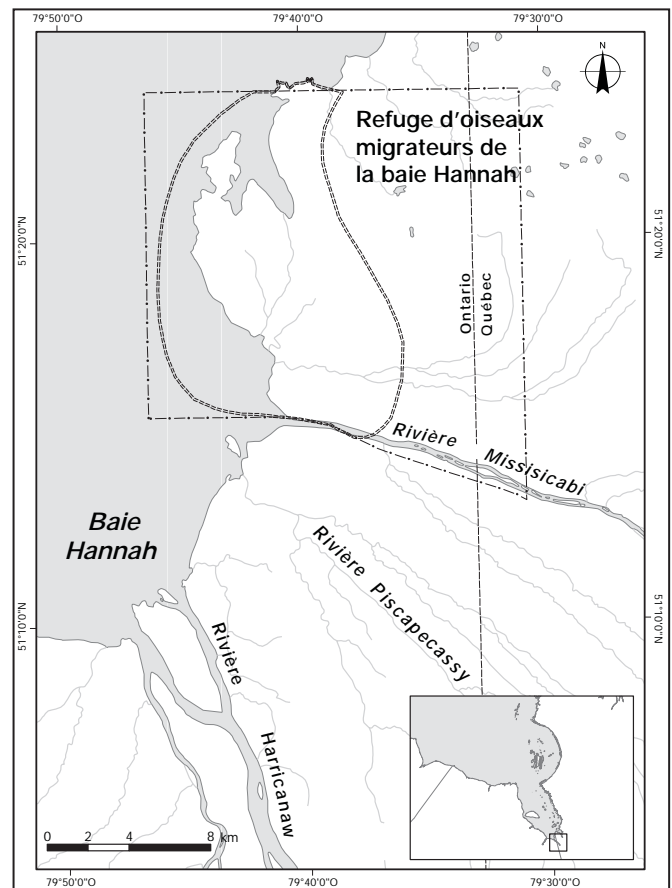 79°50'0"O
79°40'0"O
79°30'0"O
N
Refuge d'oiseaux
migrateurs de
la baie Hannah
51°20'0"N
51°20'0"N
Ontario
Québec
Rivière Missisicabi
Baie
Hannah
Rivière Piscapecassy
51°10'0"N
51°10'0"N
Rivière Harricanaw
0 2 4 8 km
79°50'0"O
79°40'0"O
79°30'0"O